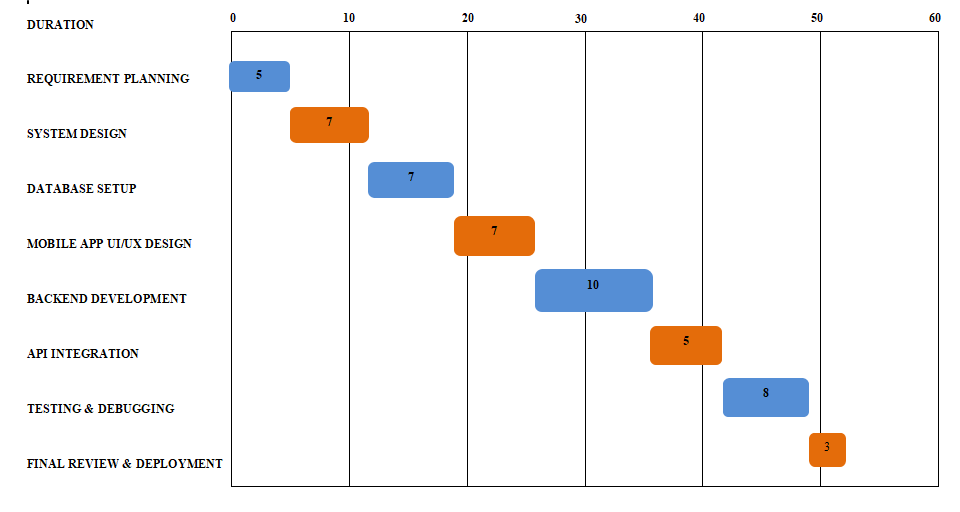 0 10 20 30 40 50 60
DURATION
REQUIREMENT PLANNING 5
SYSTEM DESIGN 7
DATABASE SETUP 7
MOBILE APP UI/UX DESIGN 7
BACKEND DEVELOPMENT 10
API INTEGRATION 5
TESTING & DEBUGGING 8
FINAL REVIEW & DEPLOYMENT 3